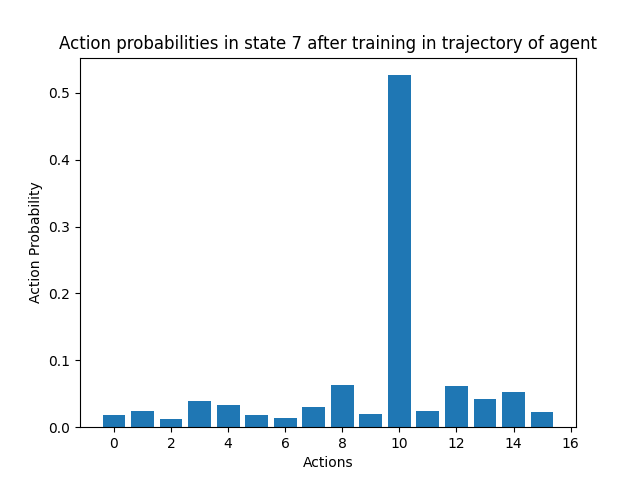 Action probabilities in state 7 after training in trajectory of agent
0.5
0.4
0.3
0.2
0.1
0.0
Action Probability
0 2 4 6 8 10 12 14 16
Actions